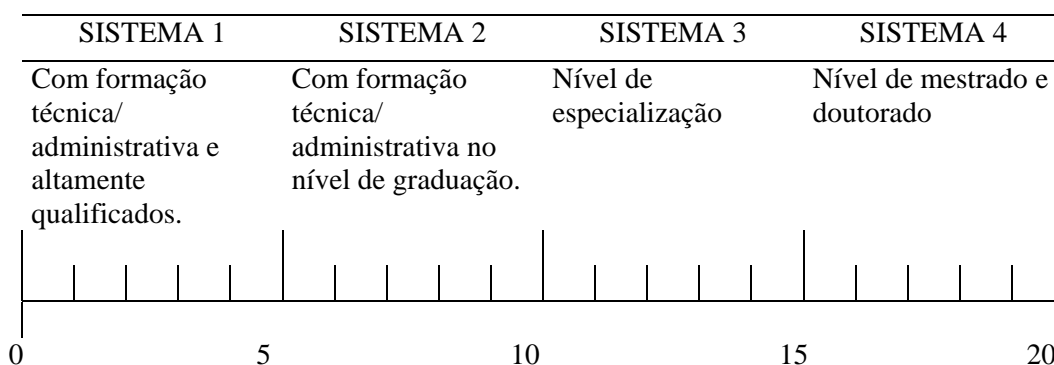 SISTEMA 1 SISTEMA 2 SISTEMA 3 SISTEMA 4
Com formação
técnica/
administrativa e
altamente
qualificados.
Com formação
técnica/
administrativa no
nível de graduação.
Nível de
especialização
Nível de mestrado e
doutorado
0 5 10 15 20